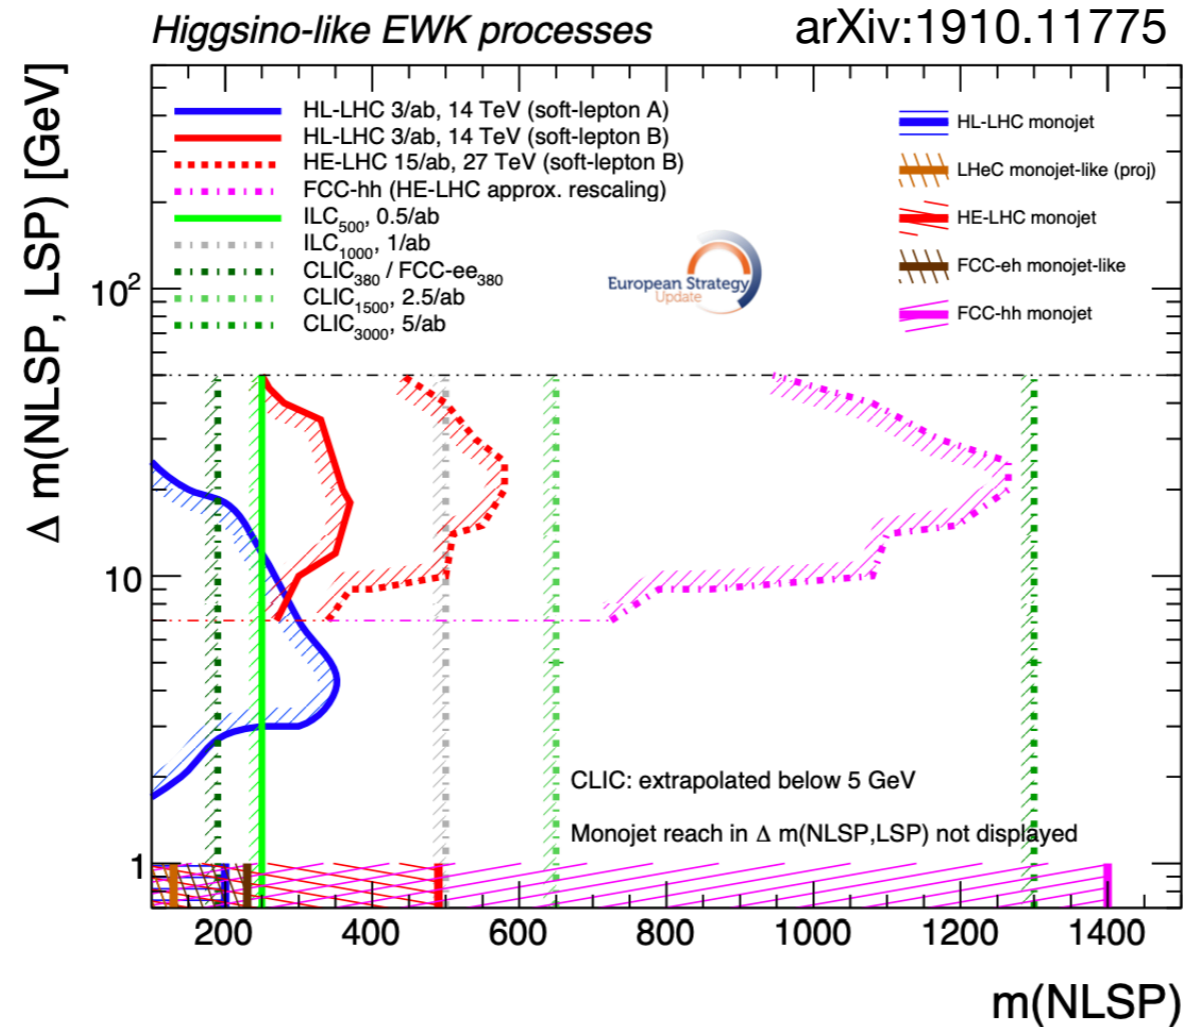 Higgsino-like EWK processes
arXiv:1910.11775
Δ m(NLSP, LSP) [GeV]
HL-LHC 3/ab, 14 TeV (soft-lepton A)
HL-LHC 3/ab, 14 TeV (soft-lepton B)
HE-LHC 15/ab, 27 TeV (soft-lepton B)
FCC-hh (HE-LHC approx. rescaling)
ILC500, 0.5/ab
ILC1000, 1/ab
CLIC380 / FCC-ee380
CLIC1500, 2.5/ab
CLIC3000, 5/ab
HL-LHC monojet
LHeC monojet-like (proj)
HE-LHC monojet
FCC-eh monojet-like
FCC-hh monojet
European Strategy
Update
10²
10
1
CLIC: extrapolated below 5 GeV
Monojet reach in Δ m(NLSP,LSP) not displayed
200 400 600 800 1000 1200 1400
m(NLSP)